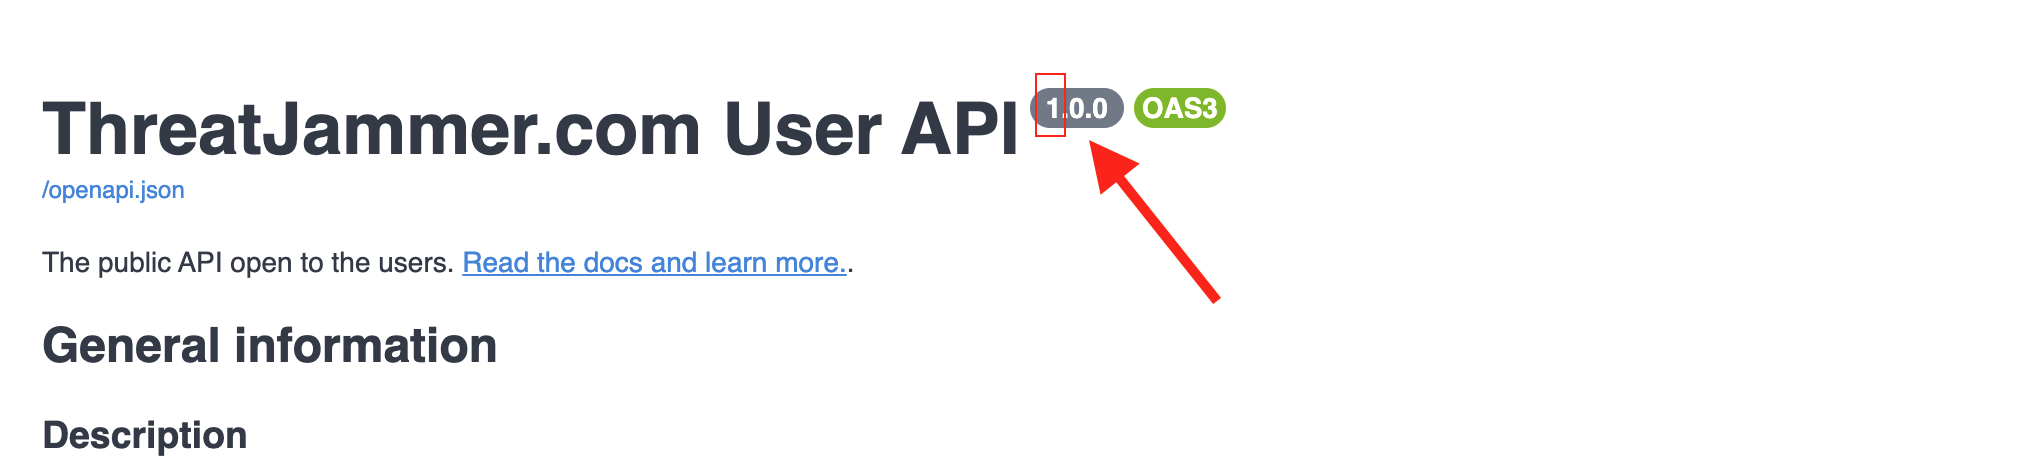 ThreatJammer.com User API 1.0.0 OAS3
/openapi.json
The public API open to the users. Read the docs and learn more..
General information
Description